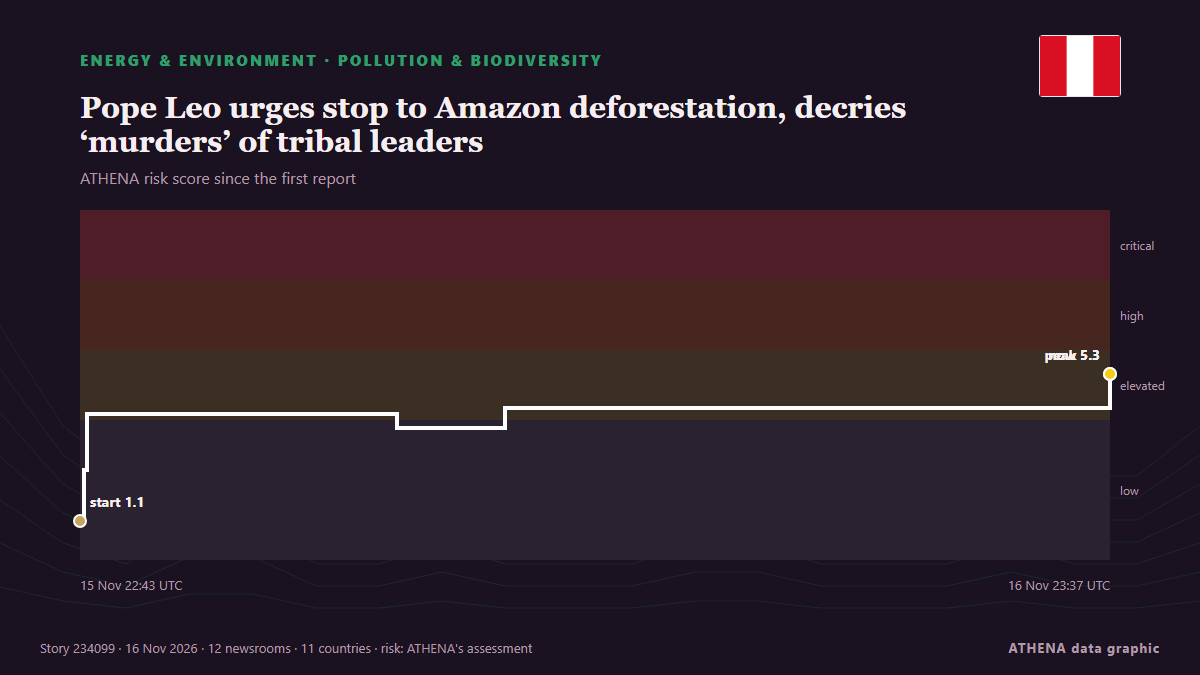 ENERGY & ENVIRONMENT · POLLUTION & BIODIVERSITY
Pope Leo urges stop to Amazon deforestation, decries
‘murders’ of tribal leaders
ATHENA risk score since the first report
critical
high
peak 5.3
elevated
start 1.1
low
15 Nov 22:43 UTC
16 Nov 23:37 UTC
Story 234099 · 16 Nov 2026 · 12 newsrooms · 11 countries · risk: ATHENA's assessment
ATHENA data graphic